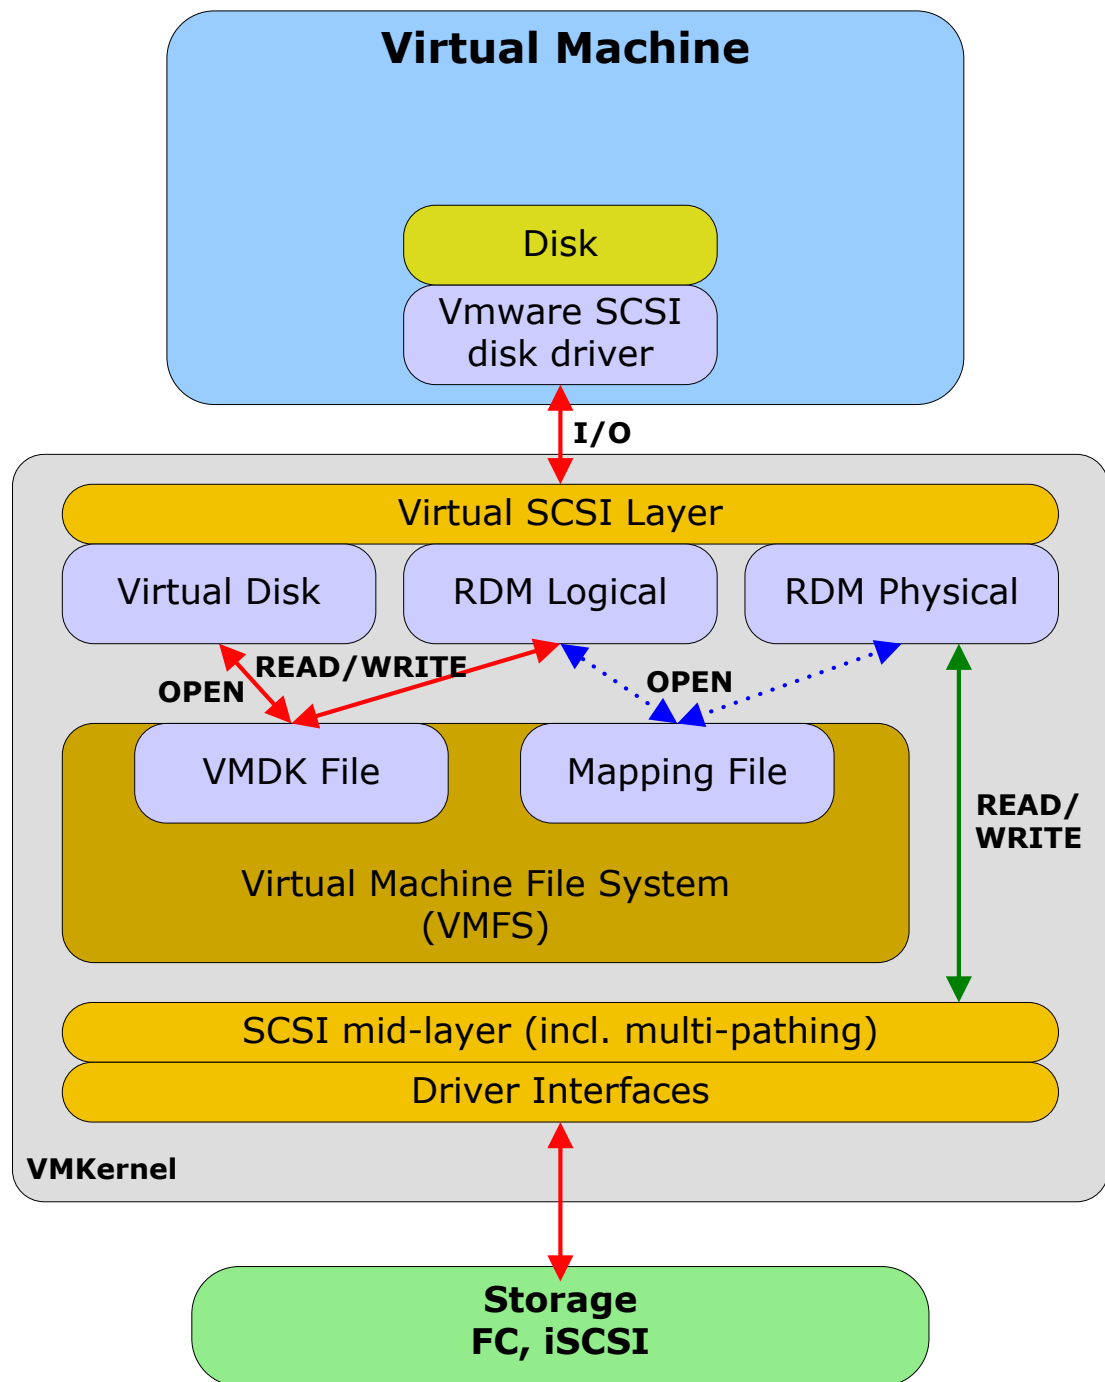 Virtual Machine
Disk
Vmware SCSI
disk driver
I/O
Virtual SCSI Layer
Virtual Disk
RDM Logical
RDM Physical
READ/WRITE
OPEN
OPEN
VMDK File
Mapping File
READ/
WRITE
Virtual Machine File System
(VMFS)
SCSI mid-layer (incl. multi-pathing)
Driver Interfaces
VMKernel
Storage
FC, iSCSI